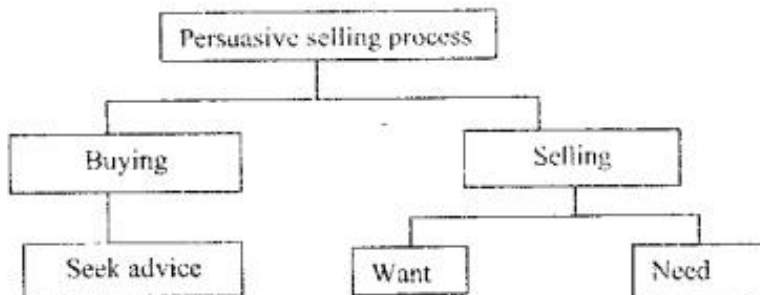 Persuasive selling process
Buying
Selling
Seek advice
Want
Need